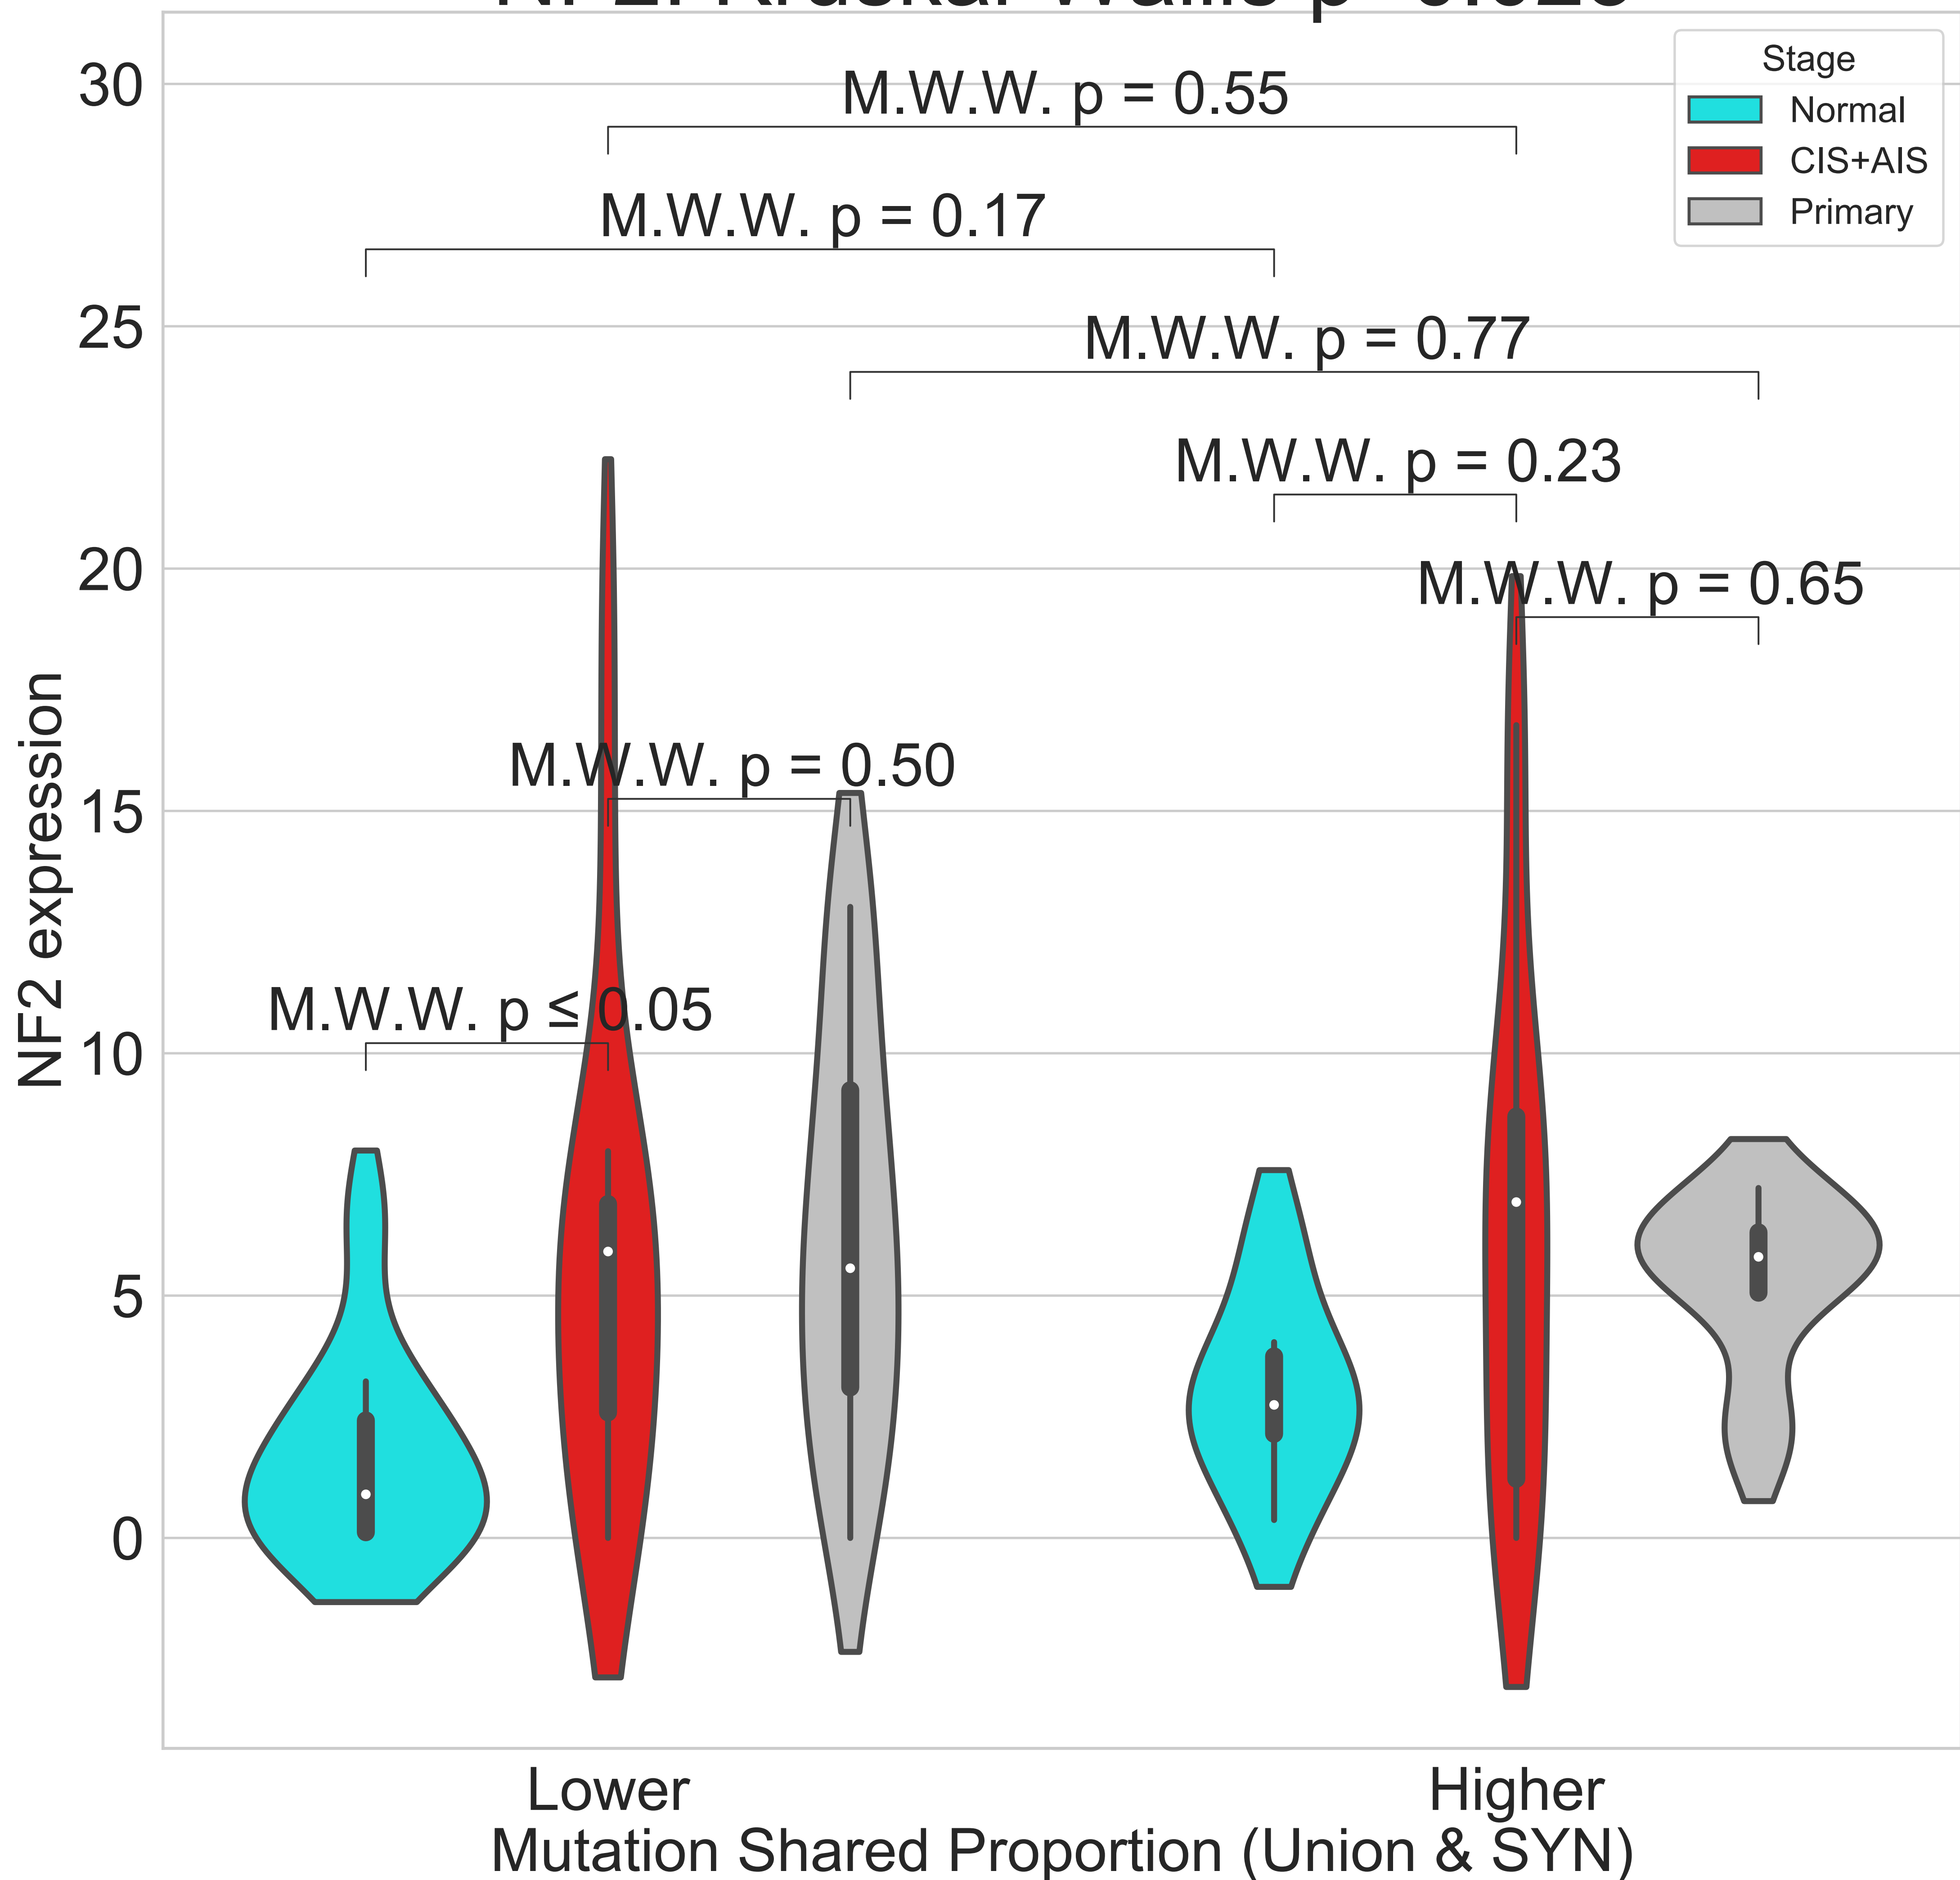 Stage
Normal
CIS+AIS
Primary
M.W.W. p = 0.55
M.W.W. p = 0.17
M.W.W. p = 0.77
M.W.W. p = 0.23
M.W.W. p = 0.65
M.W.W. p = 0.50
M.W.W. p ≤ 0.05
30
25
20
15
10
5
0
NF2 expression
Lower
Higher
Mutation Shared Proportion (Union & SYN)